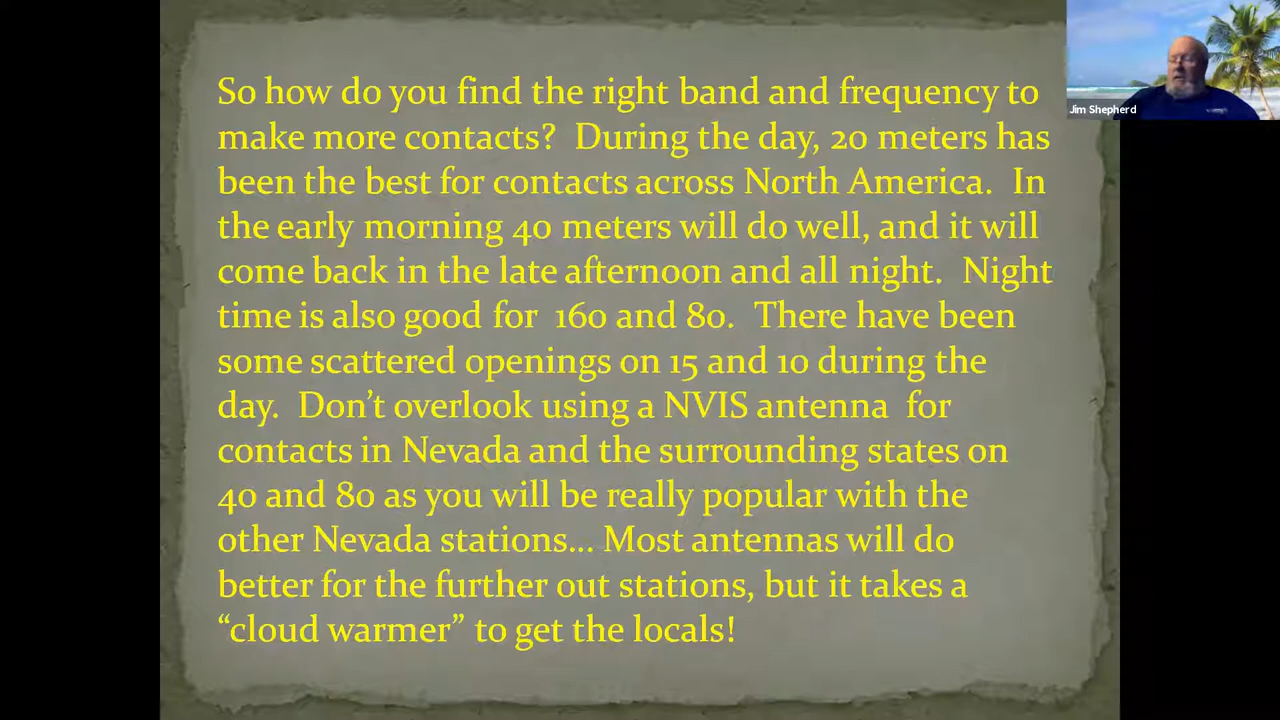 So how do you find the right band and frequency to
make more contacts? During the day, 20 meters has
been the best for contacts across North America. In
the early morning 40 meters will do well, and it will
come back in the late afternoon and all night. Night
time is also good for 160 and 80. There have been
some scattered openings on 15 and 10 during the
day. Don't overlook using a NVIS antenna for
contacts in Nevada and the surrounding states on
40 and 80 as you will be really popular with the
other Nevada stations... Most antennas will do
better for the further out stations, but it takes a
“cloud warmer” to get the locals!
Jim Shepherd